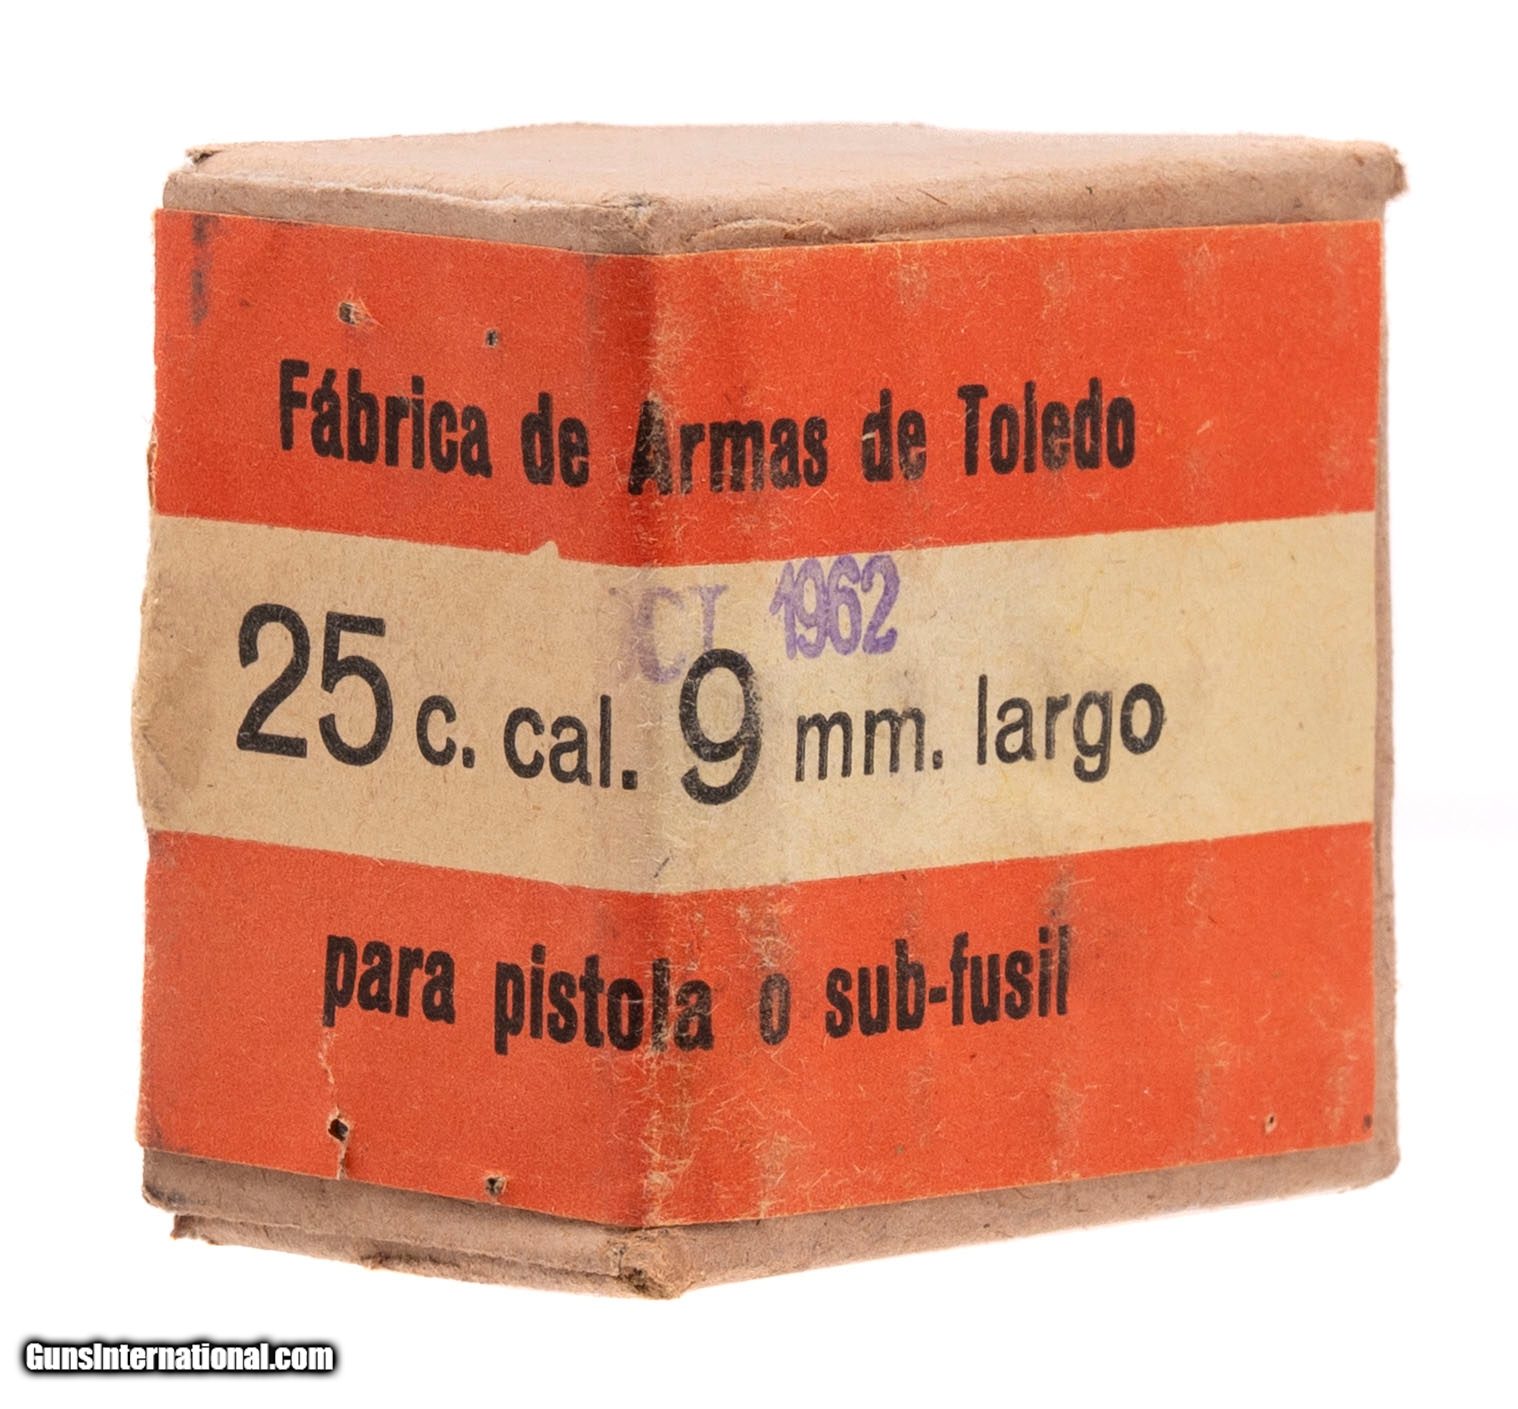 Fábrica de Armas de Toledo
1962
25 c. cal. 9 mm. largo
para pistola o sub-fusil
GunsInternational.com